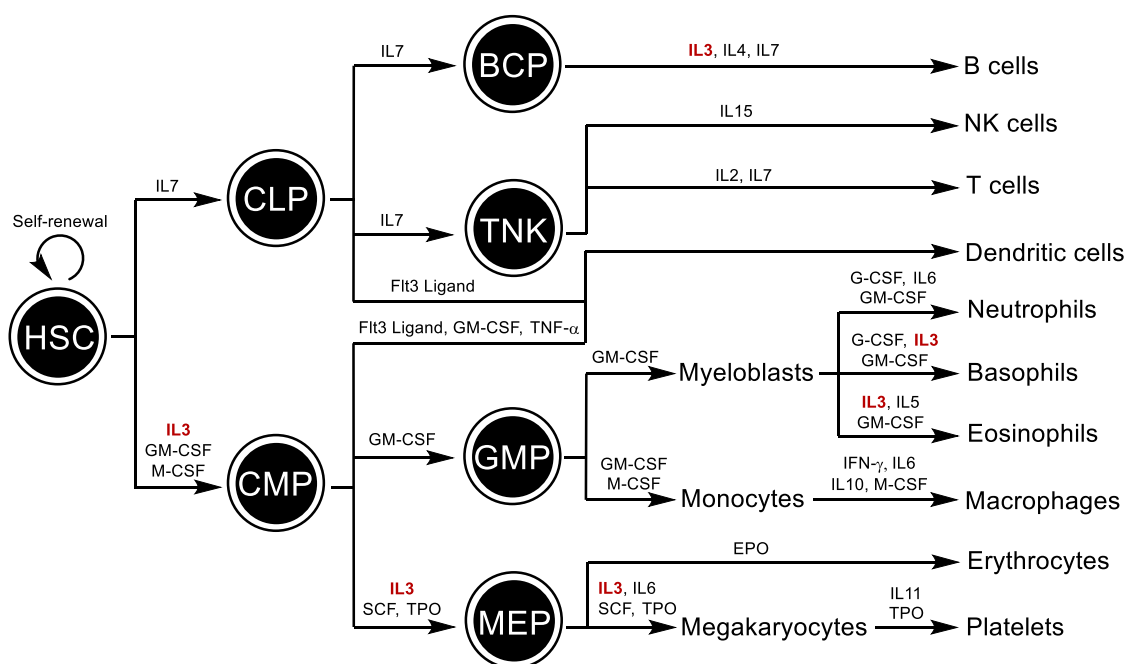 IL7
BCP
IL3, IL4, IL7
B cells
IL15
NK cells
IL7
CLP
IL7
TNK
IL2, IL7
T cells
Self-renewal
HSC
Flt3 Ligand
Dendritic cells
Flt3 Ligand, GM-CSF, TNF-α
G-CSF, IL6
GM-CSF
Neutrophils
GM-CSF
Myeloblasts
G-CSF, IL3
GM-CSF
Basophils
IL3, IL5
GM-CSF
Eosinophils
IL3
GM-CSF
M-CSF
CMP
GM-CSF
GMP
GM-CSF
M-CSF
Monocytes
IFN-γ, IL6
IL10, M-CSF
Macrophages
EPO
Erythrocytes
IL3
SCF, TPO
MEP
IL3, IL6
SCF, TPO
Megakaryocytes
IL11
TPO
Platelets